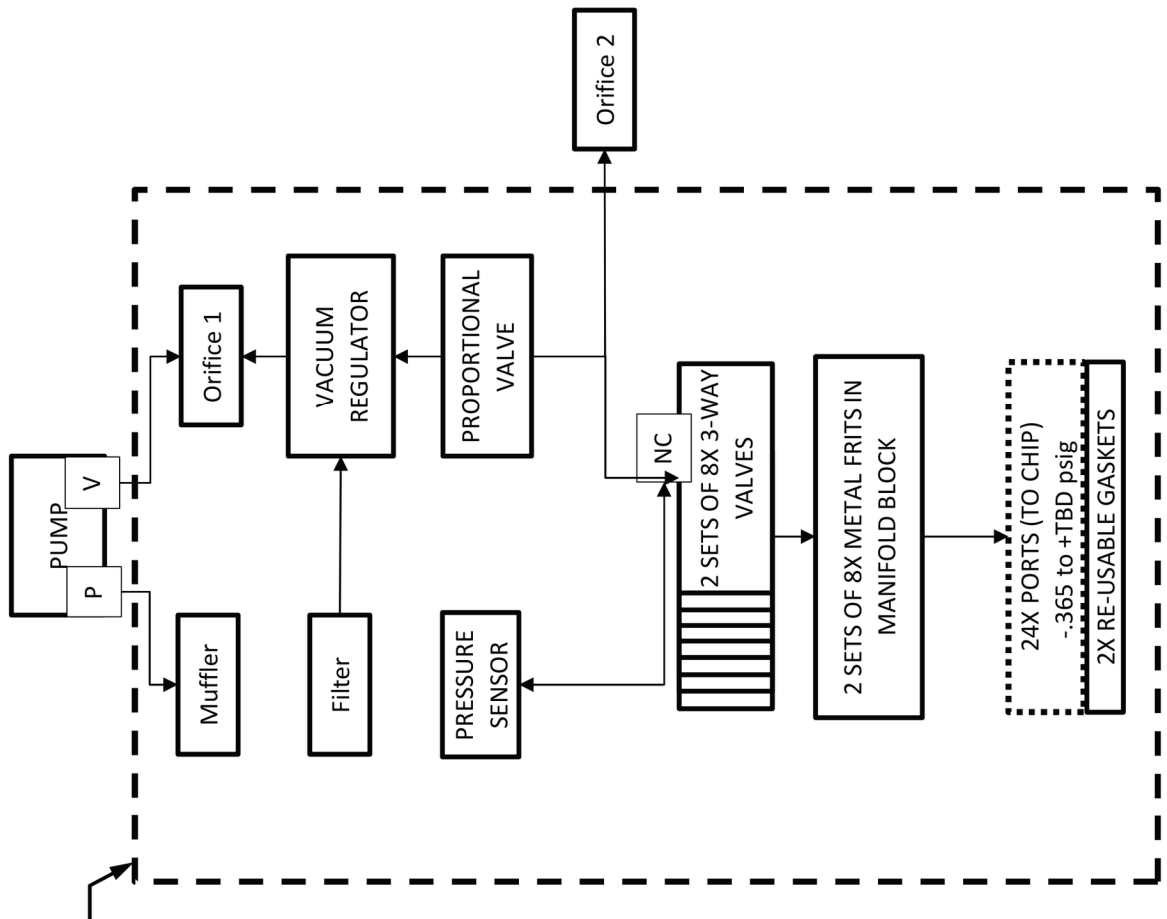 PUMP
P
V
Muffler
Orifice 1
Filter
VACUUM
REGULATOR
PRESSURE
SENSOR
PROPORTIONAL
VALVE
Orifice 2
NC
2 SETS OF 8X 3-WAY
VALVES
2 SETS OF 8X METAL FRITS IN
MANIFOLD BLOCK
24X PORTS (TO CHIP)
-.365 to +TBD psig
2X RE-USABLE GASKETS